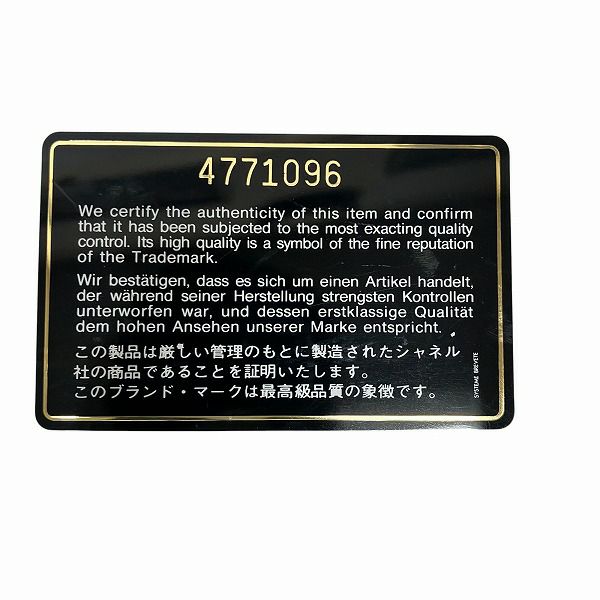 4771096
We certify the authenticity of this item and confirm
that it has been subjected to the most exacting quality
control. Its high quality is a symbol of the fine reputation
of the Trademark.
Wir bestätigen, dass es sich um einen Artikel handelt,
der während seiner Herstellung strengsten Kontrollen
unterworfen war, und dessen erstklassige Qualität
dem hohen Ansehen unserer Marke entspricht.
この製品は厳しい管理のもとに製造されたシャネル
社の商品であることを証明いたします。
このブランド・マークは最高級品質の象徴です。
SYSTEME BREVETE